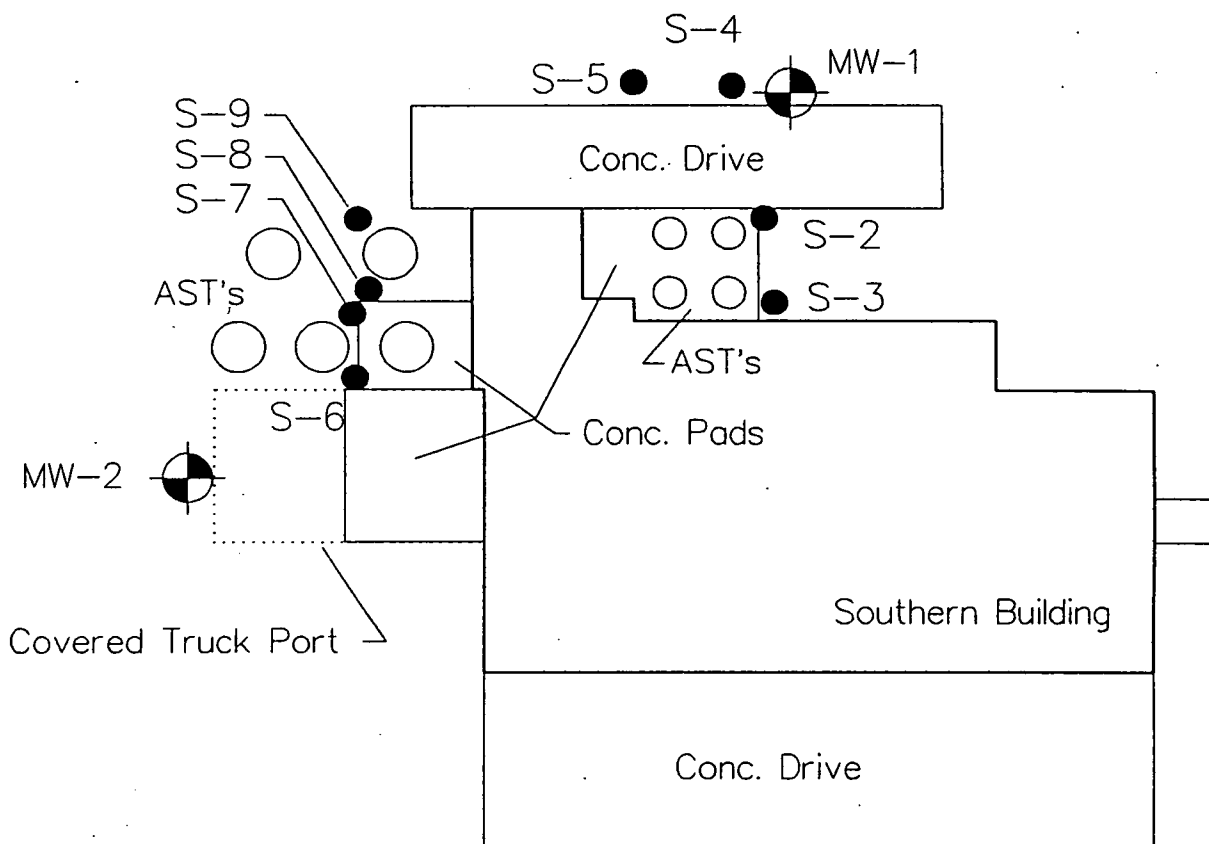 S-4
S-5
MW-1
S-9
S-8
S-7
Conc. Drive
S-2
AST's
S-3
AST's
S-6
Conc. Pads
MW-2
Southern Building
Covered Truck Port
Conc. Drive